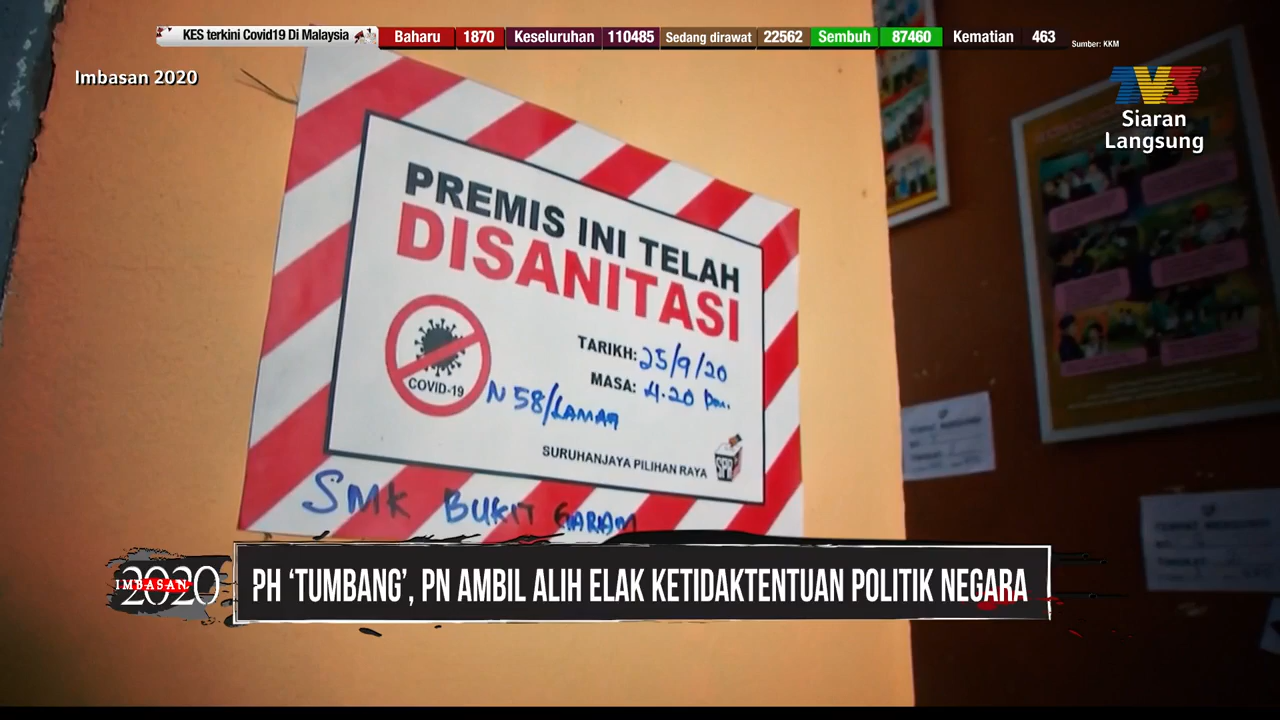 KES terkini Covid19 Di Malaysia Baharu 1870 Keseluruhan 110485 Sedang dirawat 22562 Sembuh 87460 Kematian 463
Sumber: KKM
Imbasan 2020
TV3
Siaran
Langsung
PREMIS INI TELAH
DISANITASI
TARIKH: 25/9/20
MASA: 4.20 pm.
COVID-19
N 58/LAMAG
SURUHANJAYA PILIHAN RAYA
SPR
SMK BUKIT GARAM
IMBASAN
2020
PH ‘TUMBANG’, PN AMBIL ALIH ELAK KETIDAKTENTUAN POLITIK NEGARA